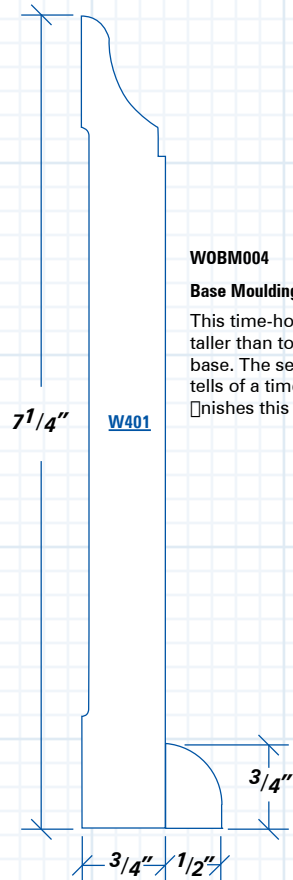 WOBM004
Base Moulding
This time-ho
taller than to
base. The se
tells of a time
▯nishes this
7 1/4"
W401
3/4"
3/4"
1/2"